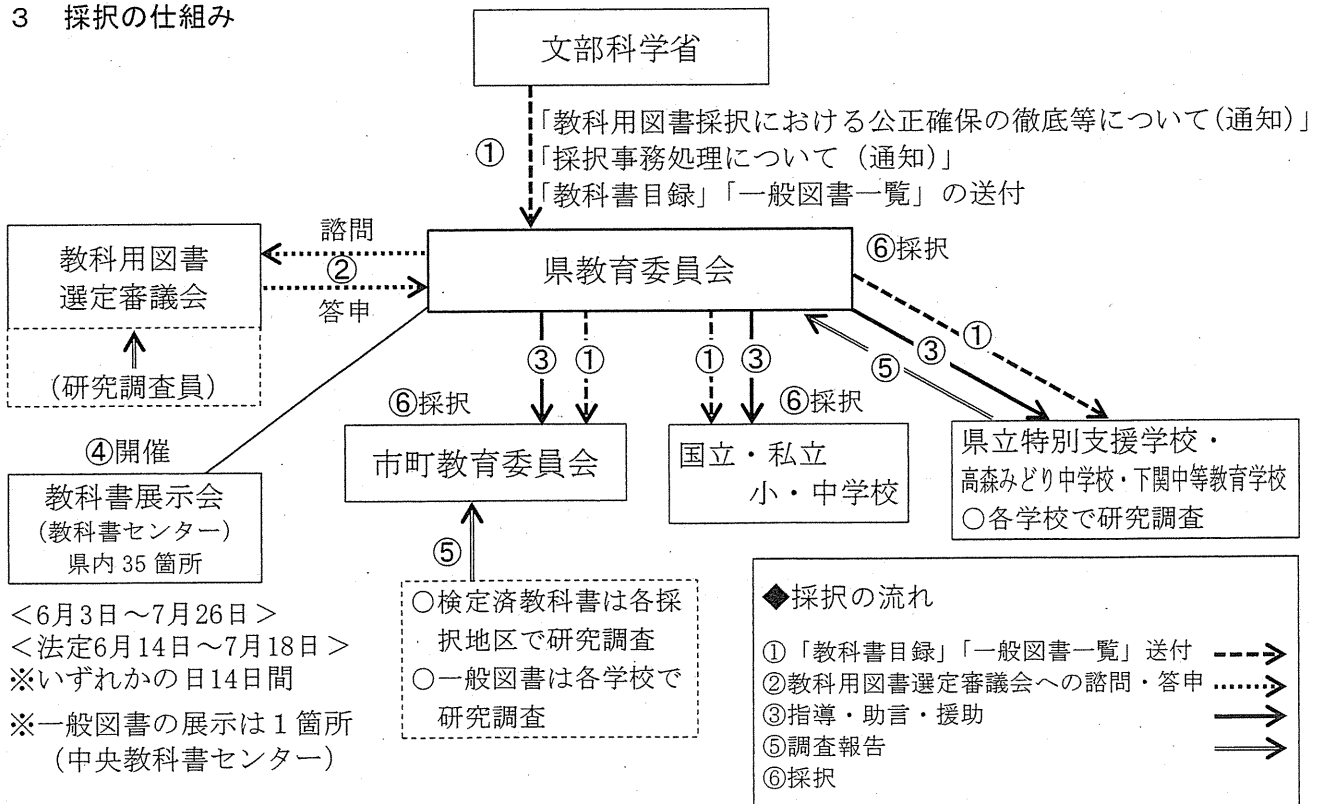 3 採択の仕組み
文部科学省
①
「教科用図書採択における公正確保の徹底等について(通知)」
「採択事務処理について（通知）」
「教科書目録」「一般図書一覧」の送付
教科用図書
選定審議会
(研究調査員)
諮問
②
答申
県教育委員会
⑥採択
③
①
①
③
⑤
③
①
④開催
教科書展示会
(教科書センター)
県内 35 箇所
＜6月3日～7月26日＞
＜法定6月14日～7月18日＞
※いずれかの日14日間
※一般図書の展示は１箇所
（中央教科書センター）
⑥採択
市町教育委員会
⑤
○検定済教科書は各採
択地区で研究調査
○一般図書は各学校で
研究調査
⑥採択
国立・私立
小・中学校
県立特別支援学校・
高森みどり中学校・下関中等教育学校
○各学校で研究調査
◆採択の流れ
①「教科書目録」「一般図書一覧」送付
②教科用図書選定審議会への諮問・答申
③指導・助言・援助
⑤調査報告
⑥採択